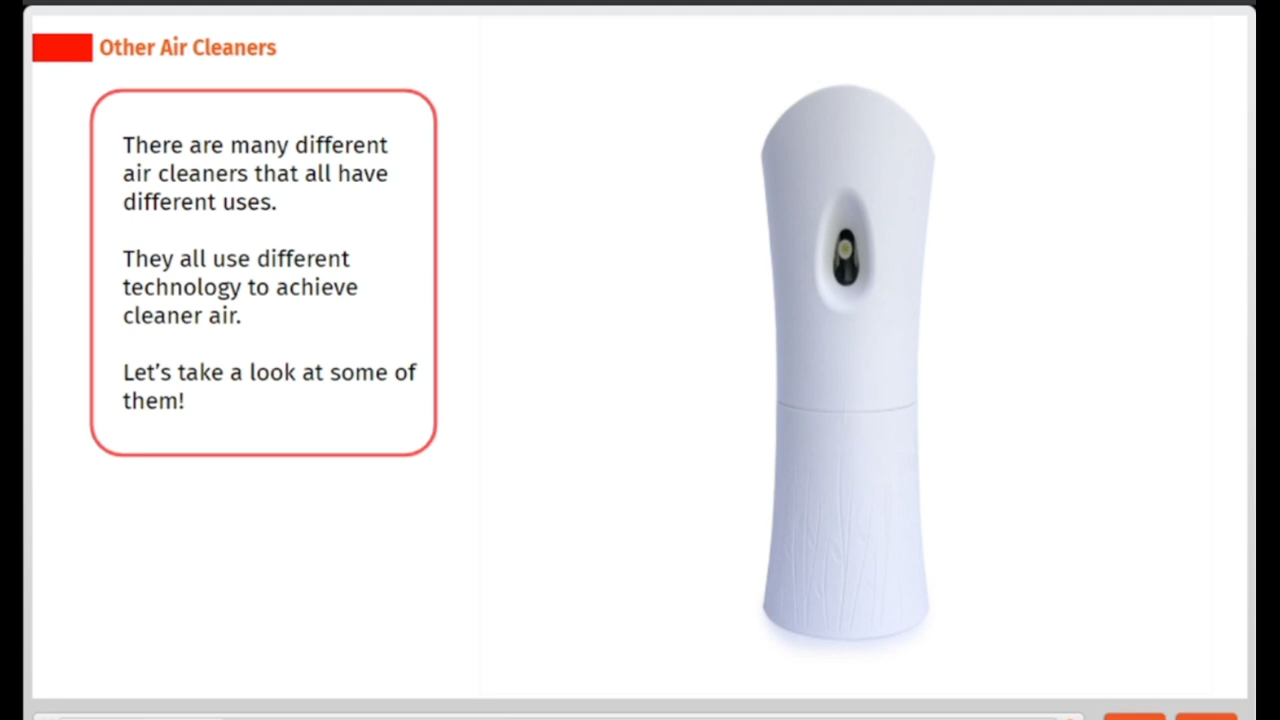 Other Air Cleaners
There are many different
air cleaners that all have
different uses.
They all use different
technology to achieve
cleaner air.
Let’s take a look at some of
them!